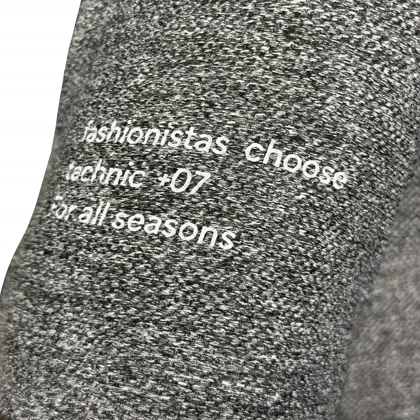 fashionistas choose
technic +07
For all seasons